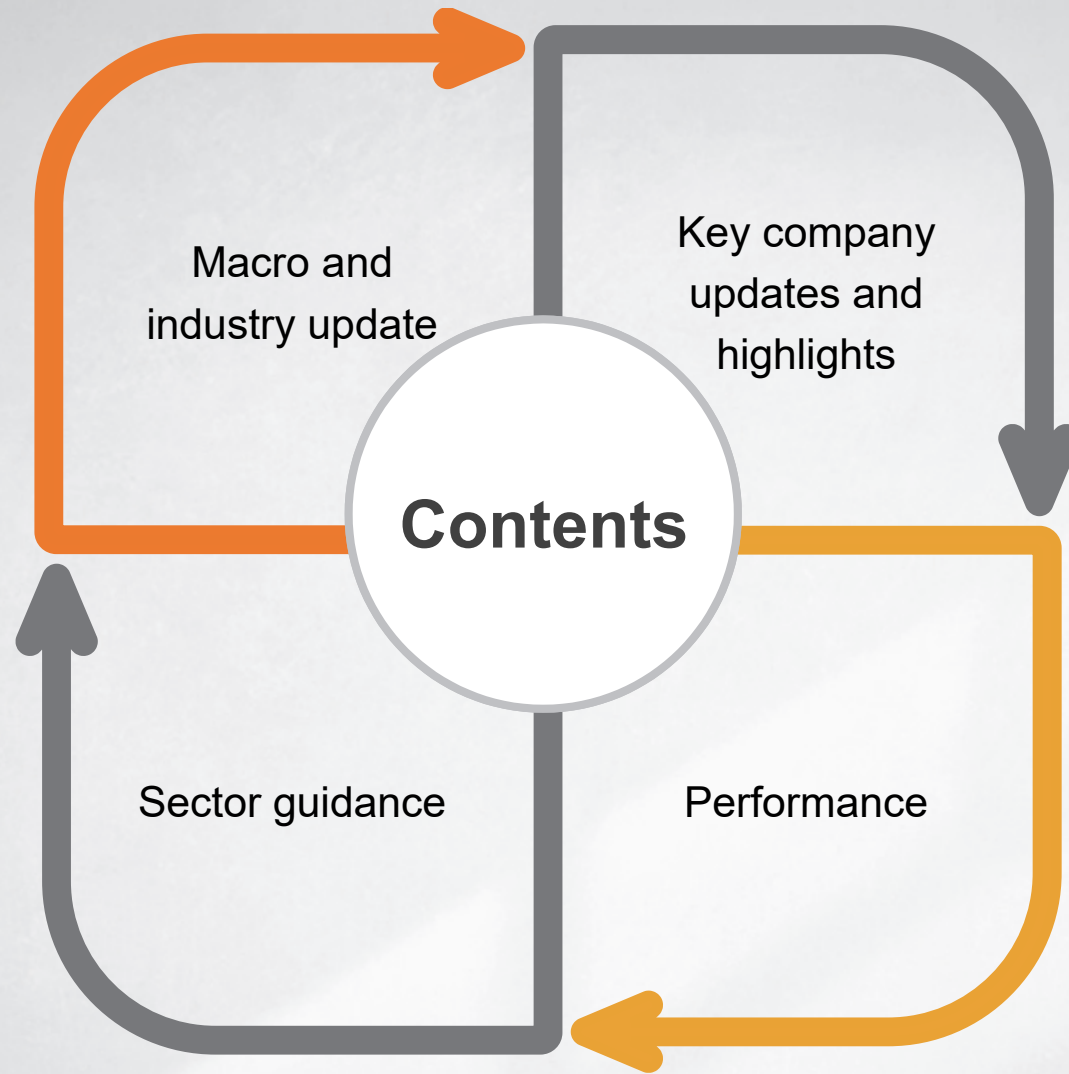 Macro and
industry update
Key company
updates and
highlights
Contents
Sector guidance
Performance